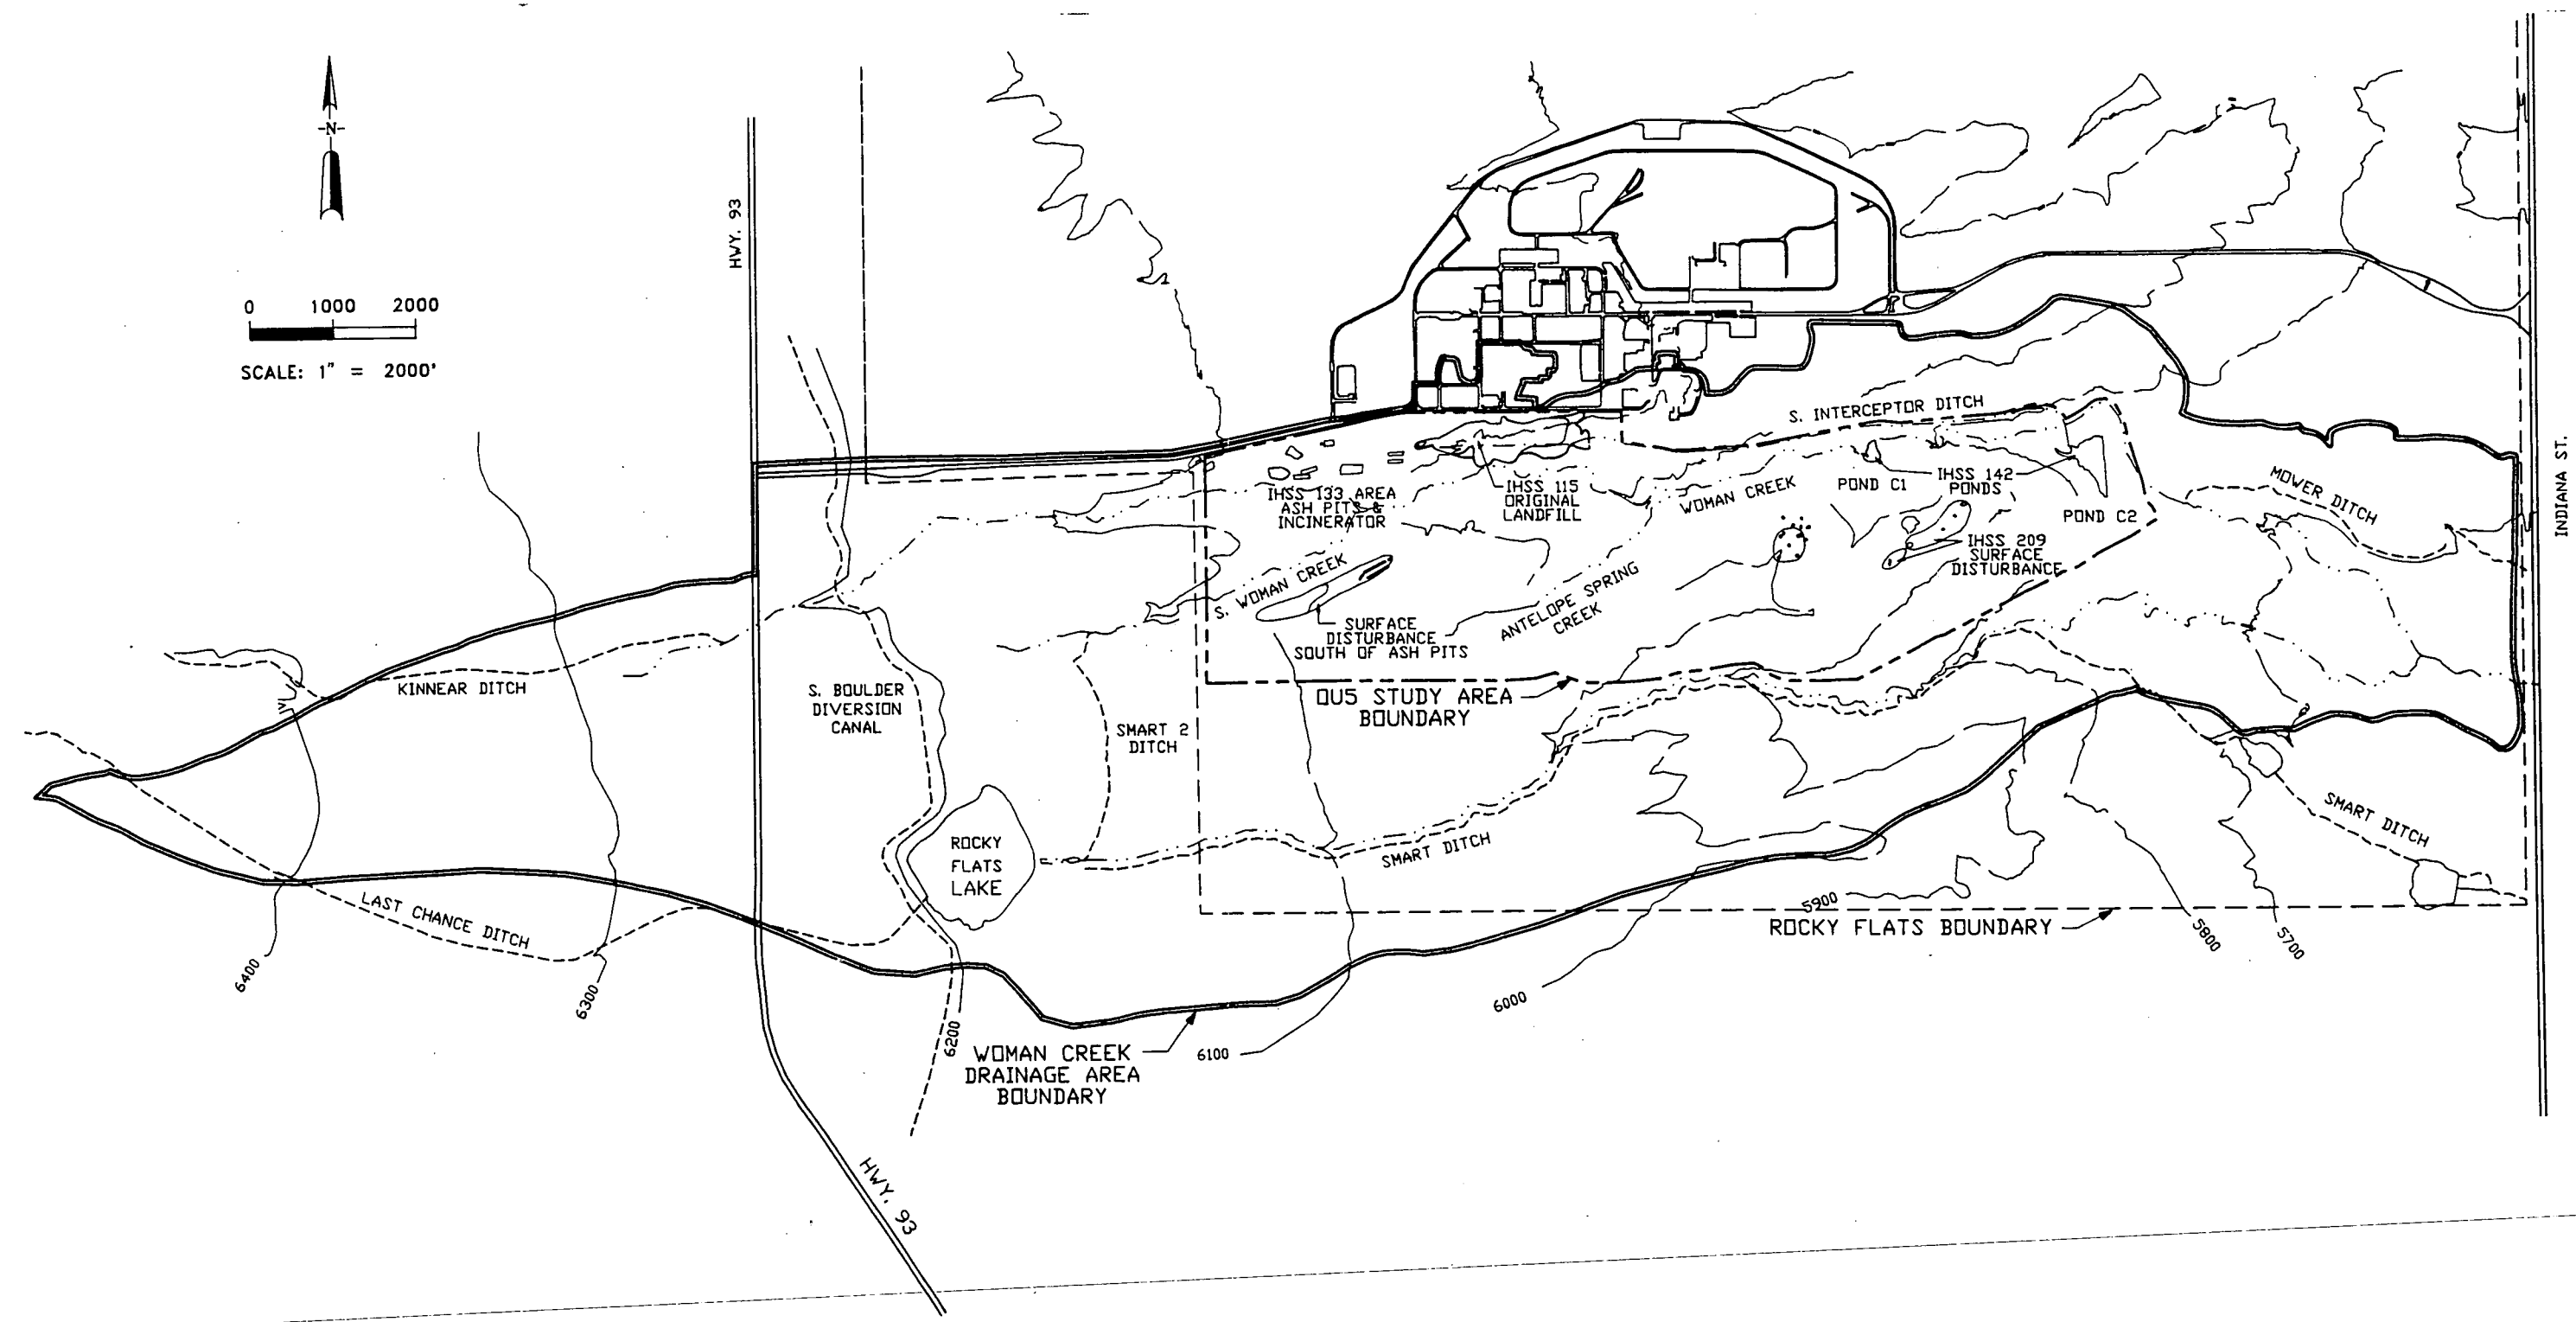 -N-
HWY. 93
0 1000 2000
SCALE: 1" = 2000'
S. INTERCEPTOR DITCH
INDIANA ST.
IHSS 133 AREA
ASH PITS &
INCINERATOR
IHSS 115
ORIGINAL
LANDFILL
WOMAN CREEK
POND C1
IHSS 142
PONDS
POND C2
MOWER DITCH
IHSS 209
SURFACE
DISTURBANCE
S. WOMAN CREEK
ANTELOPE SPRING
CREEK
SURFACE
DISTURBANCE
SOUTH OF ASH PITS
KINNEAR DITCH
S. BOULDER
DIVERSION
CANAL
OU5 STUDY AREA
BOUNDARY
SMART 2
DITCH
ROCKY
FLATS
LAKE
SMART DITCH
SMART DITCH
LAST CHANCE DITCH
5900
ROCKY FLATS BOUNDARY
5800
5700
6400
6300
6200
6000
WOMAN CREEK
DRAINAGE AREA
BOUNDARY
6100
HWY. 93